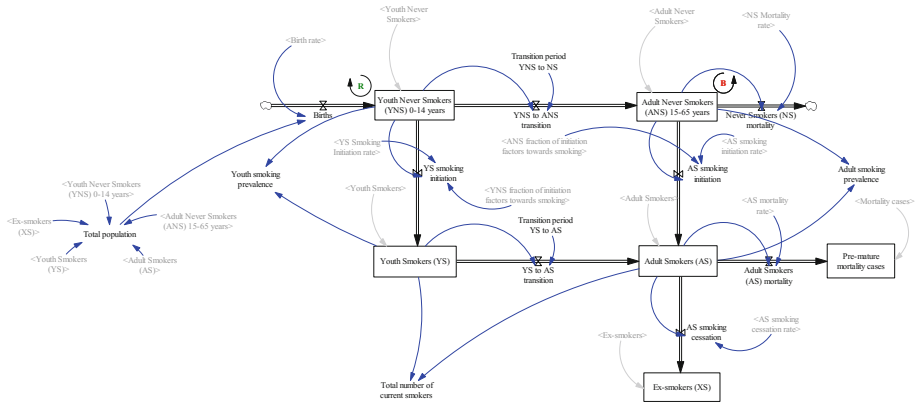 <Youth Never
Smokers>
<Adult Never
Smokers>
<NS Mortality
rate>
<Birth rate>
Transition period
YNS to NS
R
B
Births
Youth Never Smokers
(YNS) 0-14 years
YNS to ANS
transition
Adult Never Smokers
(ANS) 15-65 years
Never Smokers (NS)
mortality
<YS Smoking
Initiation rate>
<ANS fraction of initiation
factors towards smoking>
<AS smoking
initiation rate>
Youth smoking
prevalence
YS smoking
initiation
AS smoking
initiation
Adult smoking
prevalence
<Youth Never Smokers
(YNS) 0-14 years>
<Youth Smokers>
<YNS fraction of initiation
factors towards smoking>
<Adult Smokers>
<AS mortality
rate>
<Mortality cases>
<Ex-smokers
(XS)>
<Adult Never Smokers
(ANS) 15-65 years>
Transition period
YS to AS
Total population
<Youth Smokers
(YS)>
<Adult Smokers
(AS)>
Youth Smokers (YS)
YS to AS
transition
Adult Smokers (AS)
Adult Smokers
(AS) mortality
Pre-mature
mortality cases
<Ex-smokers>
AS smoking
cessation
<AS smoking
cessation rate>
Total number of
current smokers
Ex-smokers (XS)